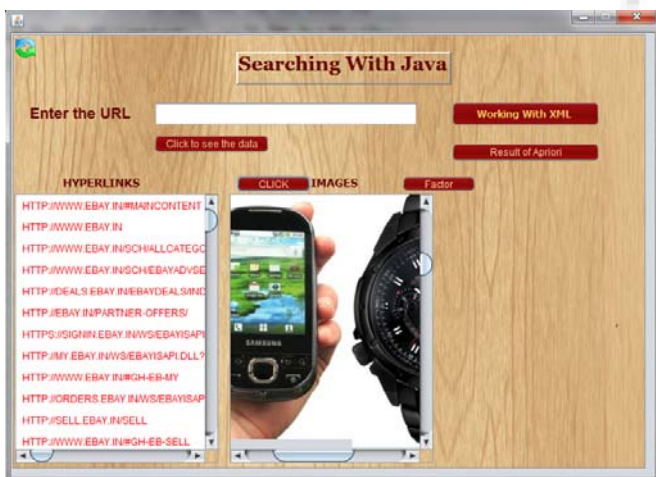 Searching With Java
Enter the URL
Working With XML
Click to see the data
Result of Apriori
HYPERLINKS
CLICK
IMAGES
Factor
HTTP://WWW.EBAY.IN/#MAINCONTENT
HTTP://WWW.EBAY.IN
HTTP://WWW.EBAY.IN/SCH/ALLCATEGO
HTTP://WWW.EBAY.IN/SCH/EBAYADVSE
HTTP://DEALS.EBAY.IN/EBAYDEALS/IND
HTTP://EBAY.IN/PARTNER-OFFERS/
HTTPS://SIGNIN.EBAY.IN/WS/EBAYISAPI
HTTP://MY.EBAY.IN/WS/EBAYISAPI.DLL?
HTTP://WWW.EBAY.IN/#GH-EB-MY
HTTP://ORDERS.EBAY.IN/WS/EBAYISAP
HTTP://SELL.EBAY.IN/SELL
HTTP://WWW.EBAY.IN/#GH-EB-SELL
SAMSUNG